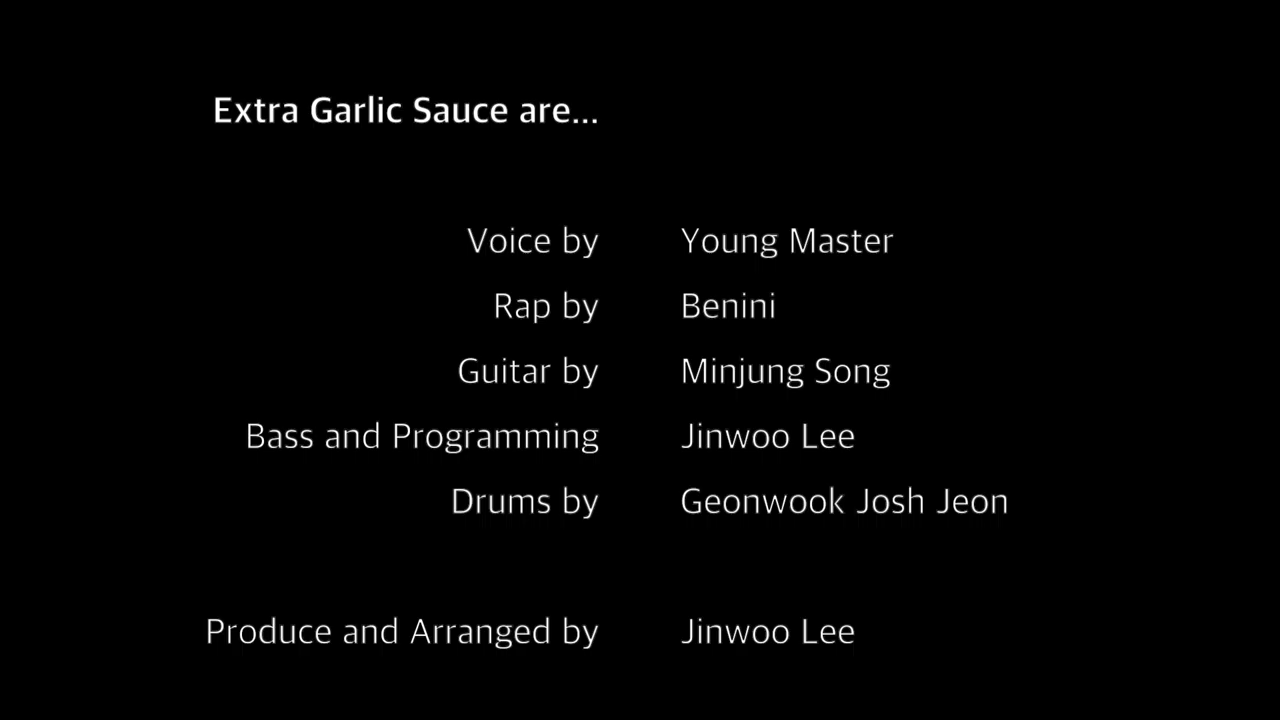 Extra Garlic Sauce are...
Voice by Young Master
Rap by Benini
Guitar by Minjung Song
Bass and Programming Jinwoo Lee
Drums by Geonwook Josh Jeon
Produce and Arranged by Jinwoo Lee